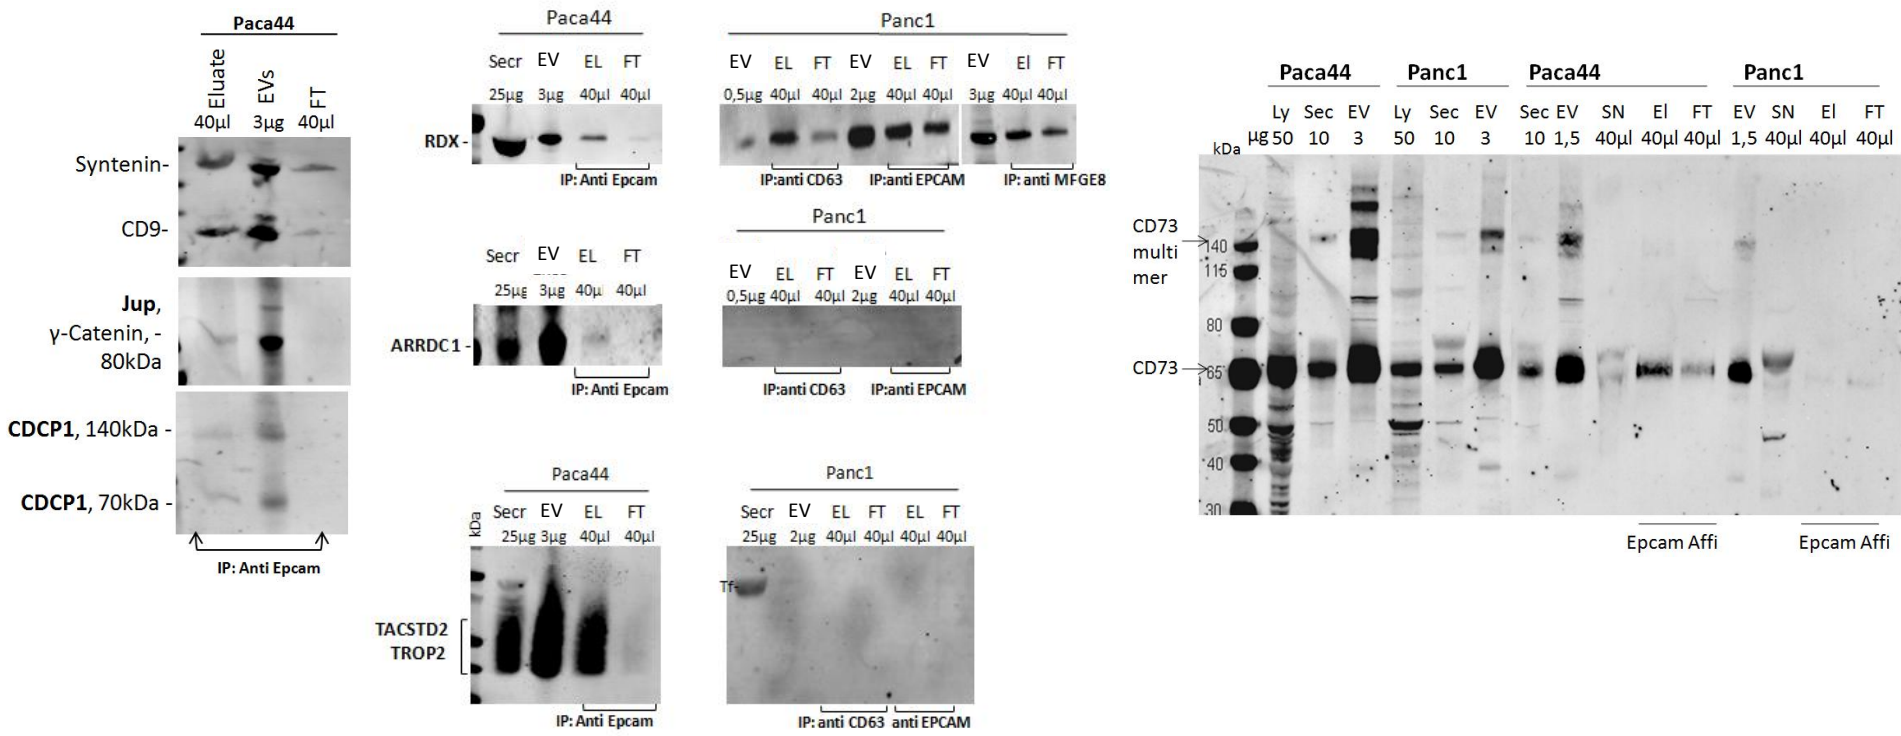 Paca44
Eluate EVs FT
40µl 3µg 40µl
Syntenin-
CD9-
Jup,
γ-Catenin, -
80kDa
CDCP1, 140kDa -
CDCP1, 70kDa -
IP: Anti Epcam
Paca44
Secr EV EL FT
25µg 3µg 40µl 40µl
RDX -
IP: Anti Epcam
Panc1
EV EL FT EV EL FT EV El FT
0,5µg 40µl 40µl 2µg 40µl 40µl 3µg 40µl 40µl
IP:anti CD63 IP:anti EPCAM IP: anti MFGE8
Secr EV EL FT
25µg 3µg 40µl 40µl
ARRDC1 -
IP: Anti Epcam
Panc1
EV EL FT EV EL FT
0,5µg 40µl 40µl 2µg 40µl 40µl
IP:anti CD63 IP:anti EPCAM
Paca44
Secr EV EL FT
kDa
25µg 3µg 40µl 40µl
TACSTD2
TROP2
IP: Anti Epcam
Panc1
Secr EV EL FT EL FT
25µg 2µg 40µl 40µl 40µl 40µl
Tf-
IP: anti CD63 anti EPCAM
Paca44 Panc1 Paca44 Panc1
Ly Sec EV Ly Sec EV Sec EV SN El FT EV SN El FT
µg 50 10 3 50 10 3 10 1,5 40µl 40µl 40µl 1,5 40µl 40µl 40µl
kDa
CD73
multi
mer
140
115
80
CD73
65
50
40
30
Epcam Affi Epcam Affi